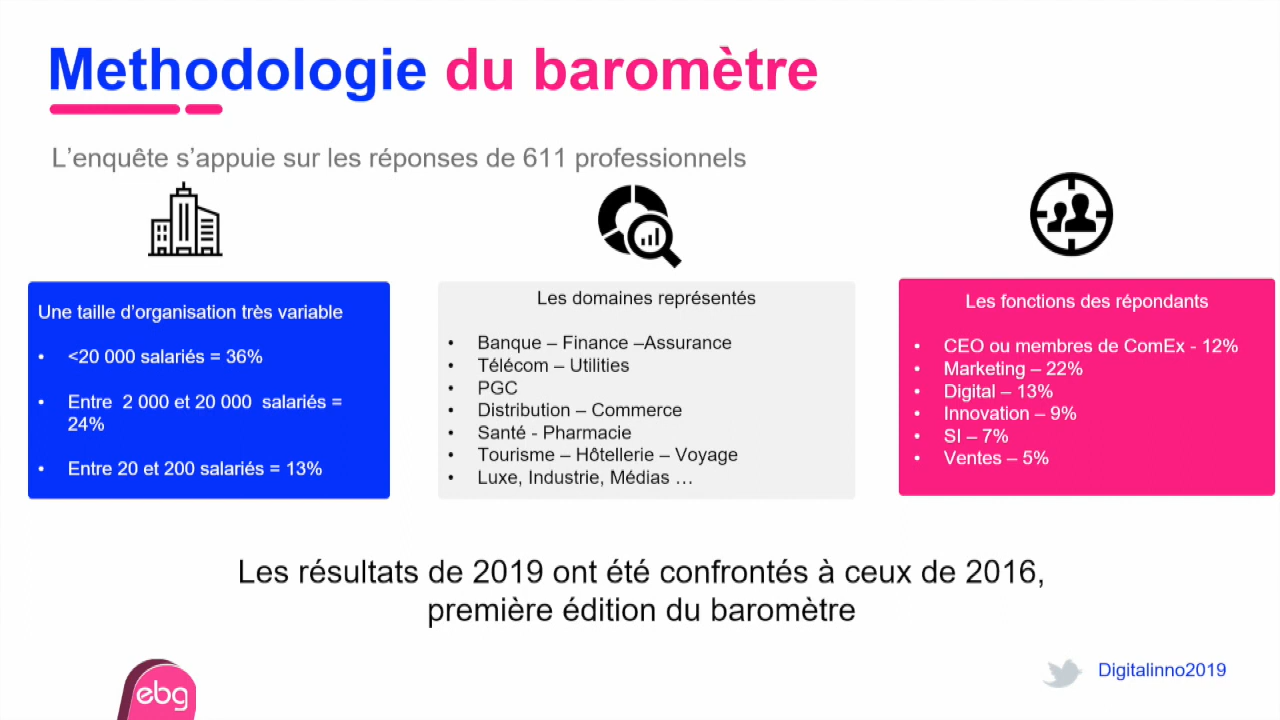 Methodologie du baromètre
L’enquête s’appuie sur les réponses de 611 professionnels
Une taille d’organisation très variable
• <20 000 salariés = 36%
• Entre 2 000 et 20 000 salariés =
24%
• Entre 20 et 200 salariés = 13%
Les domaines représentés
• Banque – Finance –Assurance
• Télécom – Utilities
• PGC
• Distribution – Commerce
• Santé - Pharmacie
• Tourisme – Hôtellerie – Voyage
• Luxe, Industrie, Médias …
Les fonctions des répondants
• CEO ou membres de ComEx - 12%
• Marketing – 22%
• Digital – 13%
• Innovation – 9%
• SI – 7%
• Ventes – 5%
Les résultats de 2019 ont été confrontés à ceux de 2016,
première édition du baromètre
ebg
Digitalinno2019